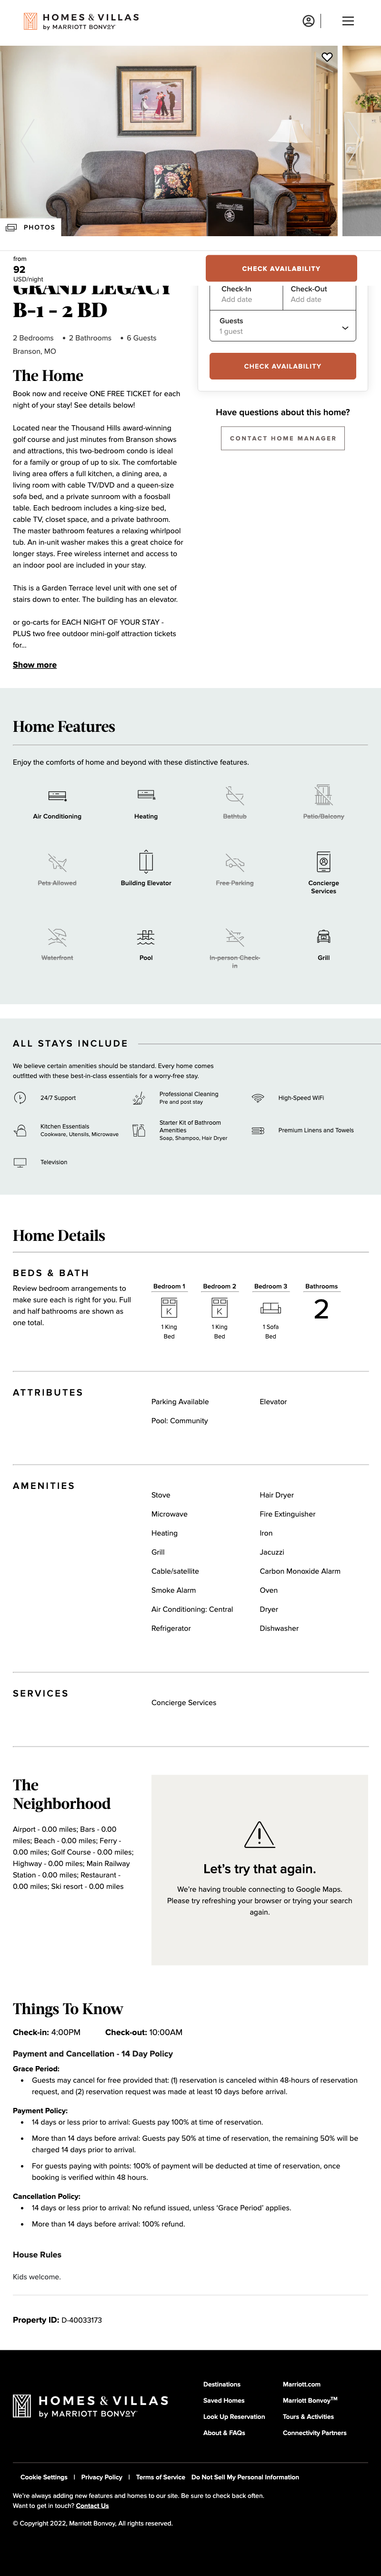 HOMES & VILLAS
by MARRIOTT BONVOY
PHOTOS
from
92
USD/night
CHECK AVAILABILITY
GRAND LEGACY
B-1 - 2 BD
2 Bedrooms • 2 Bathrooms • 6 Guests
Branson, MO
Check-In
Add date
Check-Out
Add date
Guests
1 guest
CHECK AVAILABILITY
Have questions about this home?
CONTACT HOME MANAGER
The Home
Book now and receive ONE FREE TICKET for each
night of your stay! See details below!
Located near the Thousand Hills award-winning
golf course and just minutes from Branson shows
and attractions, this two-bedroom condo is ideal
for a family or group of up to six. The comfortable
living area offers a full kitchen, a dining area, a
living room with cable TV/DVD and a queen-size
sofa bed, and a private sunroom with a foosball
table. Each bedroom includes a king-size bed,
cable TV, closet space, and a private bathroom.
The master bathroom features a relaxing whirlpool
tub. An in-unit washer makes this a great choice for
longer stays. Free wireless internet and access to
an indoor pool are included in your stay.
This is a Garden Terrace level unit with one set of
stairs down to enter. The building has an elevator.
or go-karts for EACH NIGHT OF YOUR STAY -
PLUS two free outdoor mini-golf attraction tickets
for...
Show more
Home Features
Enjoy the comforts of home and beyond with these distinctive features.
Air Conditioning
Heating
Bathtub
Patio/Balcony
Pets Allowed
Building Elevator
Free Parking
Concierge
Services
Waterfront
Pool
In-person Check-
in
Grill
ALL STAYS INCLUDE
We believe certain amenities should be standard. Every home comes
outfitted with these best-in-class essentials for a worry-free stay.
24/7 Support
Professional Cleaning
Pre and post stay
High-Speed WiFi
Kitchen Essentials
Cookware, Utensils, Microwave
Starter Kit of Bathroom
Amenities
Soap, Shampoo, Hair Dryer
Premium Linens and Towels
Television
Home Details
BEDS & BATH
Review bedroom arrangements to
make sure each is right for you. Full
and half bathrooms are shown as
one total.
Bedroom 1
K
1 King
Bed
Bedroom 2
K
1 King
Bed
Bedroom 3
1 Sofa
Bed
Bathrooms
2
ATTRIBUTES
Parking Available
Elevator
Pool: Community
AMENITIES
Stove
Hair Dryer
Microwave
Fire Extinguisher
Heating
Iron
Grill
Jacuzzi
Cable/satellite
Carbon Monoxide Alarm
Smoke Alarm
Oven
Air Conditioning: Central
Dryer
Refrigerator
Dishwasher
SERVICES
Concierge Services
The
Neighborhood
Airport - 0.00 miles; Bars - 0.00
miles; Beach - 0.00 miles; Ferry -
0.00 miles; Golf Course - 0.00 miles;
Highway - 0.00 miles; Main Railway
Station - 0.00 miles; Restaurant -
0.00 miles; Ski resort - 0.00 miles
Let's try that again.
We're having trouble connecting to Google Maps.
Please try refreshing your browser or trying your search
again.
Things To Know
Check-in: 4:00PM Check-out: 10:00AM
Payment and Cancellation - 14 Day Policy
Grace Period:
• Guests may cancel for free provided that: (1) reservation is canceled within 48-hours of reservation
request, and (2) reservation request was made at least 10 days before arrival.
Payment Policy:
• 14 days or less prior to arrival: Guests pay 100% at time of reservation.
• More than 14 days before arrival: Guests pay 50% at time of reservation, the remaining 50% will be
charged 14 days prior to arrival.
• For guests paying with points: 100% of payment will be deducted at time of reservation, once
booking is verified within 48 hours.
Cancellation Policy:
• 14 days or less prior to arrival: No refund issued, unless 'Grace Period' applies.
• More than 14 days before arrival: 100% refund.
House Rules
Kids welcome.
Property ID: D-40033173
HOMES & VILLAS
by MARRIOTT BONVOY
Destinations
Saved Homes
Look Up Reservation
About & FAQs
Marriott.com
Marriott Bonvoy™
Tours & Activities
Connectivity Partners
Cookie Settings | Privacy Policy | Terms of Service Do Not Sell My Personal Information
We're always adding new features and homes to our site. Be sure to check back often.
Want to get in touch? Contact Us
© Copyright 2022, Marriott Bonvoy, All rights reserved.